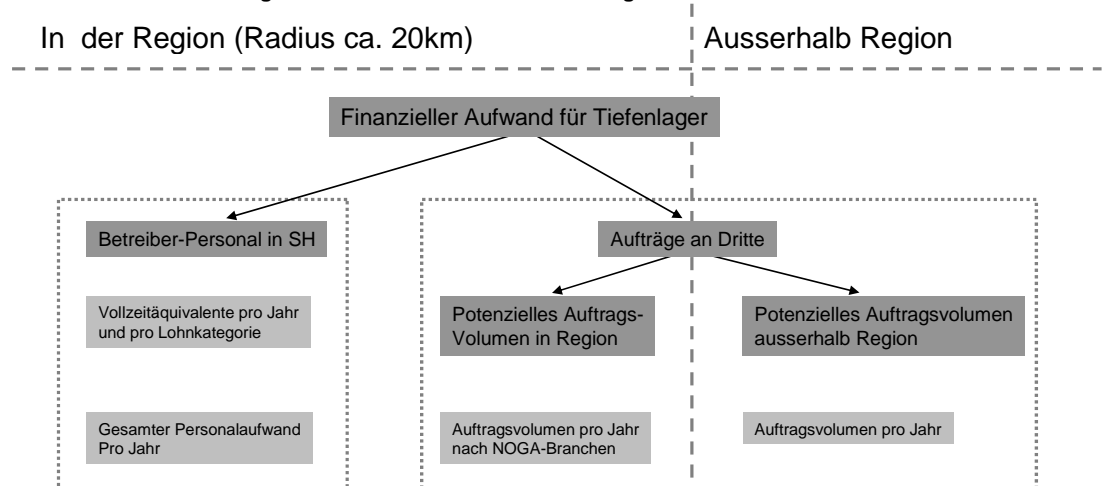 In der Region (Radius ca. 20km)
Ausserhalb Region
Finanzieller Aufwand für Tiefenlager
Betreiber-Personal in SH
Aufträge an Dritte
Vollzeitäquivalente pro Jahr
und pro Lohnkategorie
Potenzielles Auftrags-
Volumen in Region
Potenzielles Auftragsvolumen
ausserhalb Region
Gesamter Personalaufwand
Pro Jahr
Auftragsvolumen pro Jahr
nach NOGA-Branchen
Auftragsvolumen pro Jahr